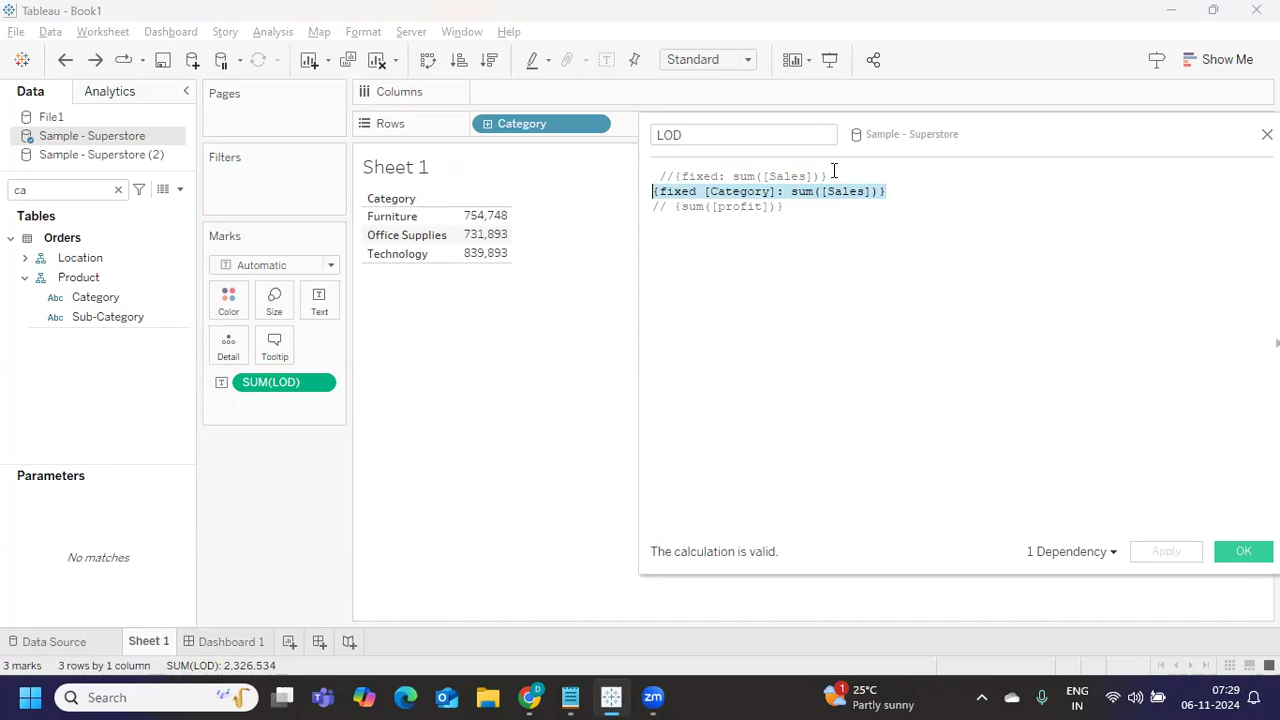 Tableau - Book1
File Data Worksheet Dashboard Story Analysis Map Format Server Window Help
Standard
Show Me
Data Analytics
Pages
Columns
File1
Sample - Superstore
Sample - Superstore (2)
Rows
Category
LOD
Sample - Superstore
Filters
Sheet 1
//{fixed: sum([Sales])}
{fixed [Category]: sum([Sales])}
// {sum([profit])}
ca
Category
Furniture 754,748
Office Supplies 731,893
Technology 839,893
Tables
Orders
Location
Product
Abc Category
Abc Sub-Category
Marks
Automatic
Color Size Text
Detail Tooltip
SUM(LOD)
Parameters
No matches
The calculation is valid.
1 Dependency
Apply
OK
Data Source Sheet 1 Dashboard 1
3 marks 3 rows by 1 column SUM(LOD): 2,326,534
Search
1
25°C
Partly sunny
ENG
IN
07:29
06-11-2024